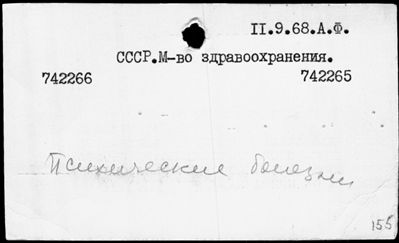 II.9.68.А.Ф.
СССР.М-во здравоохранения.
742266 742265
Психические болезни
155